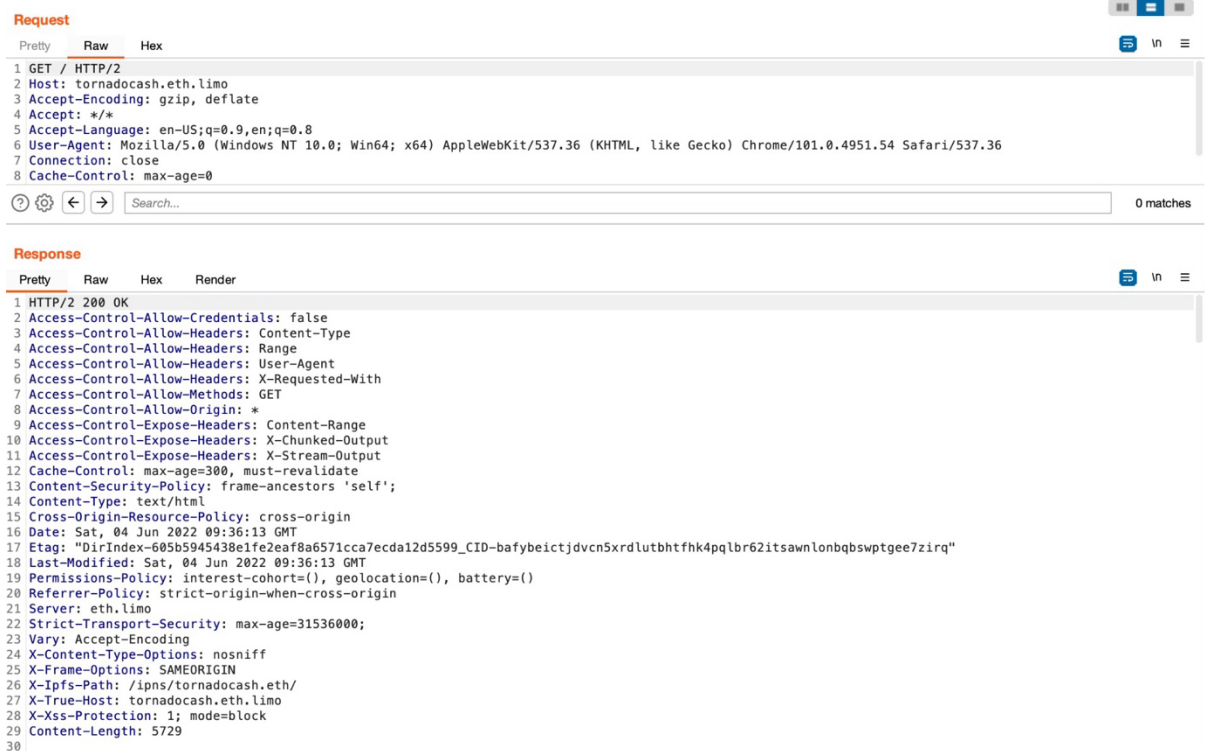 Request
Pretty Raw Hex
\n
1 GET / HTTP/2
2 Host: tornadocash.eth.limo
3 Accept-Encoding: gzip, deflate
4 Accept: */*
5 Accept-Language: en-US;q=0.9,en;q=0.8
6 User-Agent: Mozilla/5.0 (Windows NT 10.0; Win64; x64) AppleWebKit/537.36 (KHTML, like Gecko) Chrome/101.0.4951.54 Safari/537.36
7 Connection: close
8 Cache-Control: max-age=0
Search... 0 matches
Response
Pretty Raw Hex Render
\n
1 HTTP/2 200 OK
2 Access-Control-Allow-Credentials: false
3 Access-Control-Allow-Headers: Content-Type
4 Access-Control-Allow-Headers: Range
5 Access-Control-Allow-Headers: User-Agent
6 Access-Control-Allow-Headers: X-Requested-With
7 Access-Control-Allow-Methods: GET
8 Access-Control-Allow-Origin: *
9 Access-Control-Expose-Headers: Content-Range
10 Access-Control-Expose-Headers: X-Chunked-Output
11 Access-Control-Expose-Headers: X-Stream-Output
12 Cache-Control: max-age=300, must-revalidate
13 Content-Security-Policy: frame-ancestors 'self';
14 Content-Type: text/html
15 Cross-Origin-Resource-Policy: cross-origin
16 Date: Sat, 04 Jun 2022 09:36:13 GMT
17 Etag: "DirIndex-605b5945438e1fe2eaf8a6571cca7ecda12d5599_CID-bafybeictjdvcn5xrdlutbhtfhk4pqlbr62itsawnlonbqbswptgee7zirq"
18 Last-Modified: Sat, 04 Jun 2022 09:36:13 GMT
19 Permissions-Policy: interest-cohort=(), geolocation=(), battery=()
20 Referrer-Policy: strict-origin-when-cross-origin
21 Server: eth.limo
22 Strict-Transport-Security: max-age=31536000;
23 Vary: Accept-Encoding
24 X-Content-Type-Options: nosniff
25 X-Frame-Options: SAMEORIGIN
26 X-Ipfs-Path: /ipns/tornadocash.eth/
27 X-True-Host: tornadocash.eth.limo
28 X-Xss-Protection: 1; mode=block
29 Content-Length: 5729
30